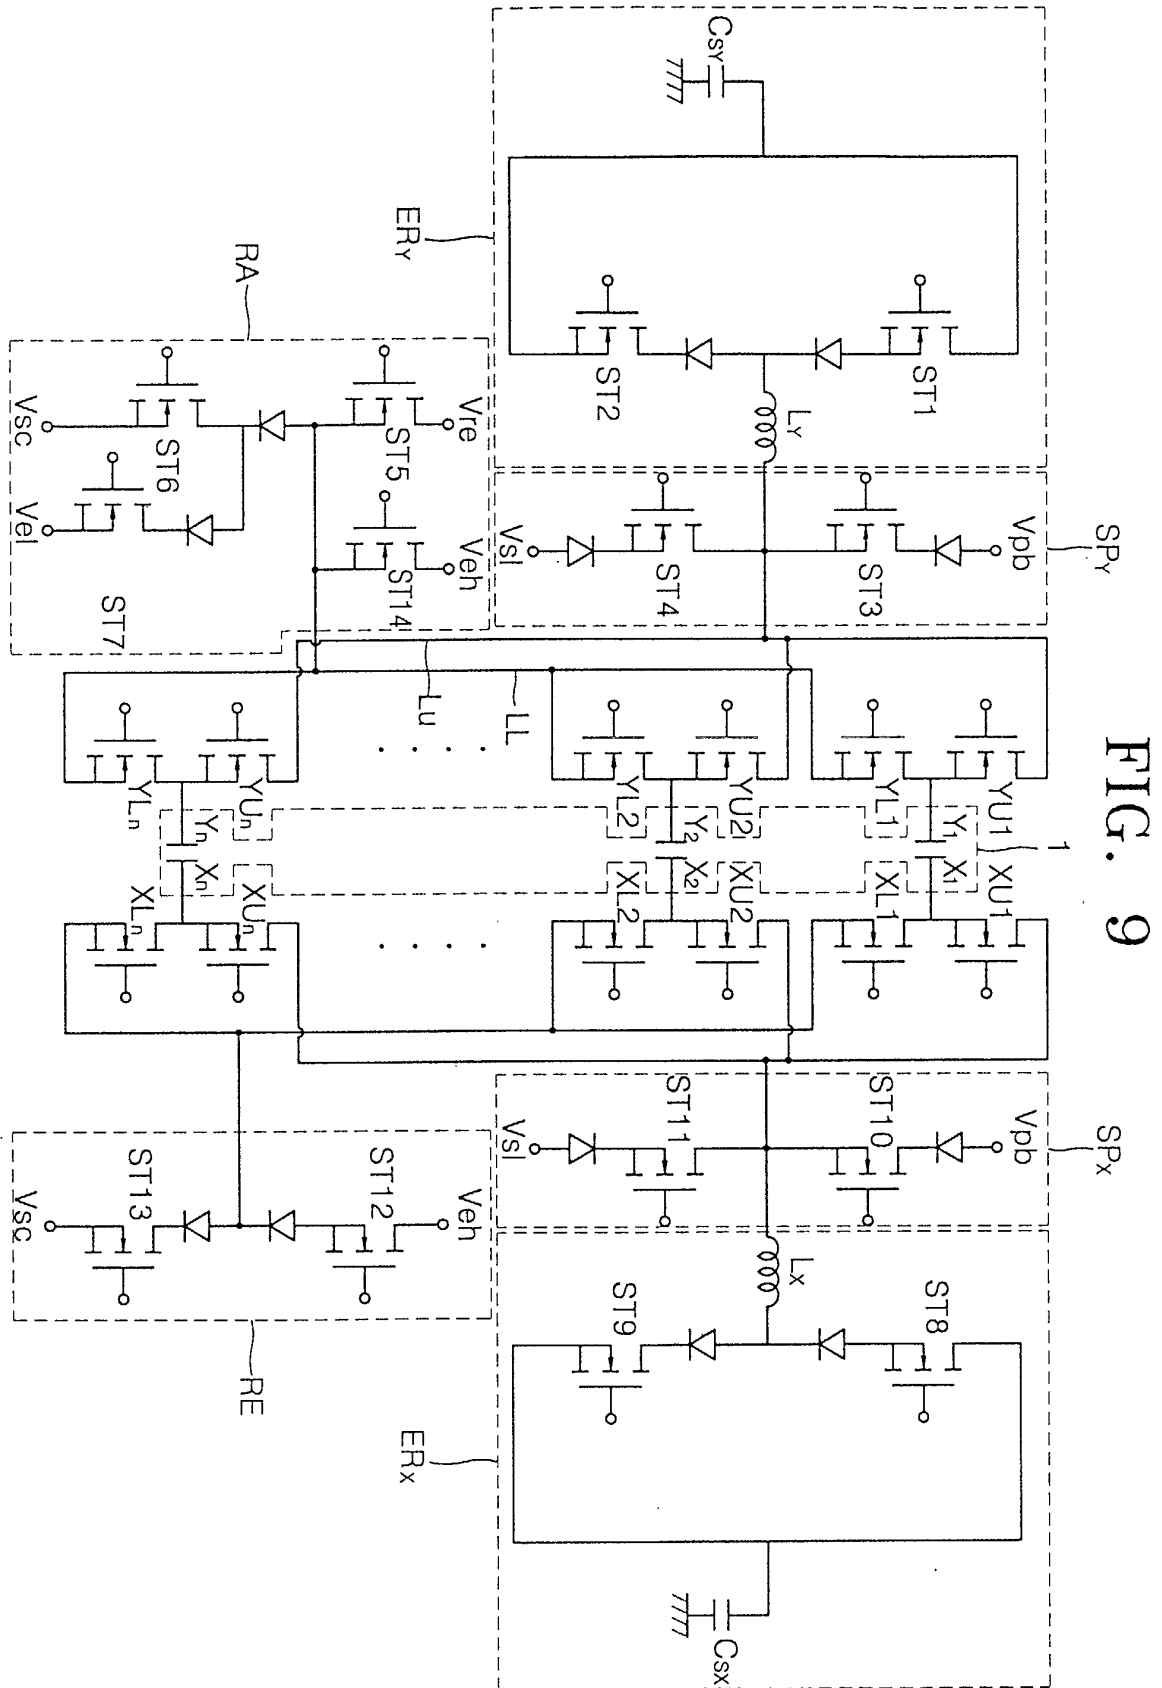 FIG. 9
ERY
CSY
ST1
ST2
LY
SPY
Vpb
ST3
ST4
Vsl
RA
Vre
ST5
Veh
ST14
ST6
Vsc
Vel
ST7
LU
LL
YU1
YL1
Y1
X1
XU1
XL1
1
YU2
YL2
Y2
X2
XU2
XL2
. . . .
. . . .
YUn
YLn
Yn
Xn
XUn
XLn
SPX
Vpb
ST10
ST11
Vsl
LX
ST8
ST9
ERX
CSX
Veh
ST12
ST13
Vsc
RE